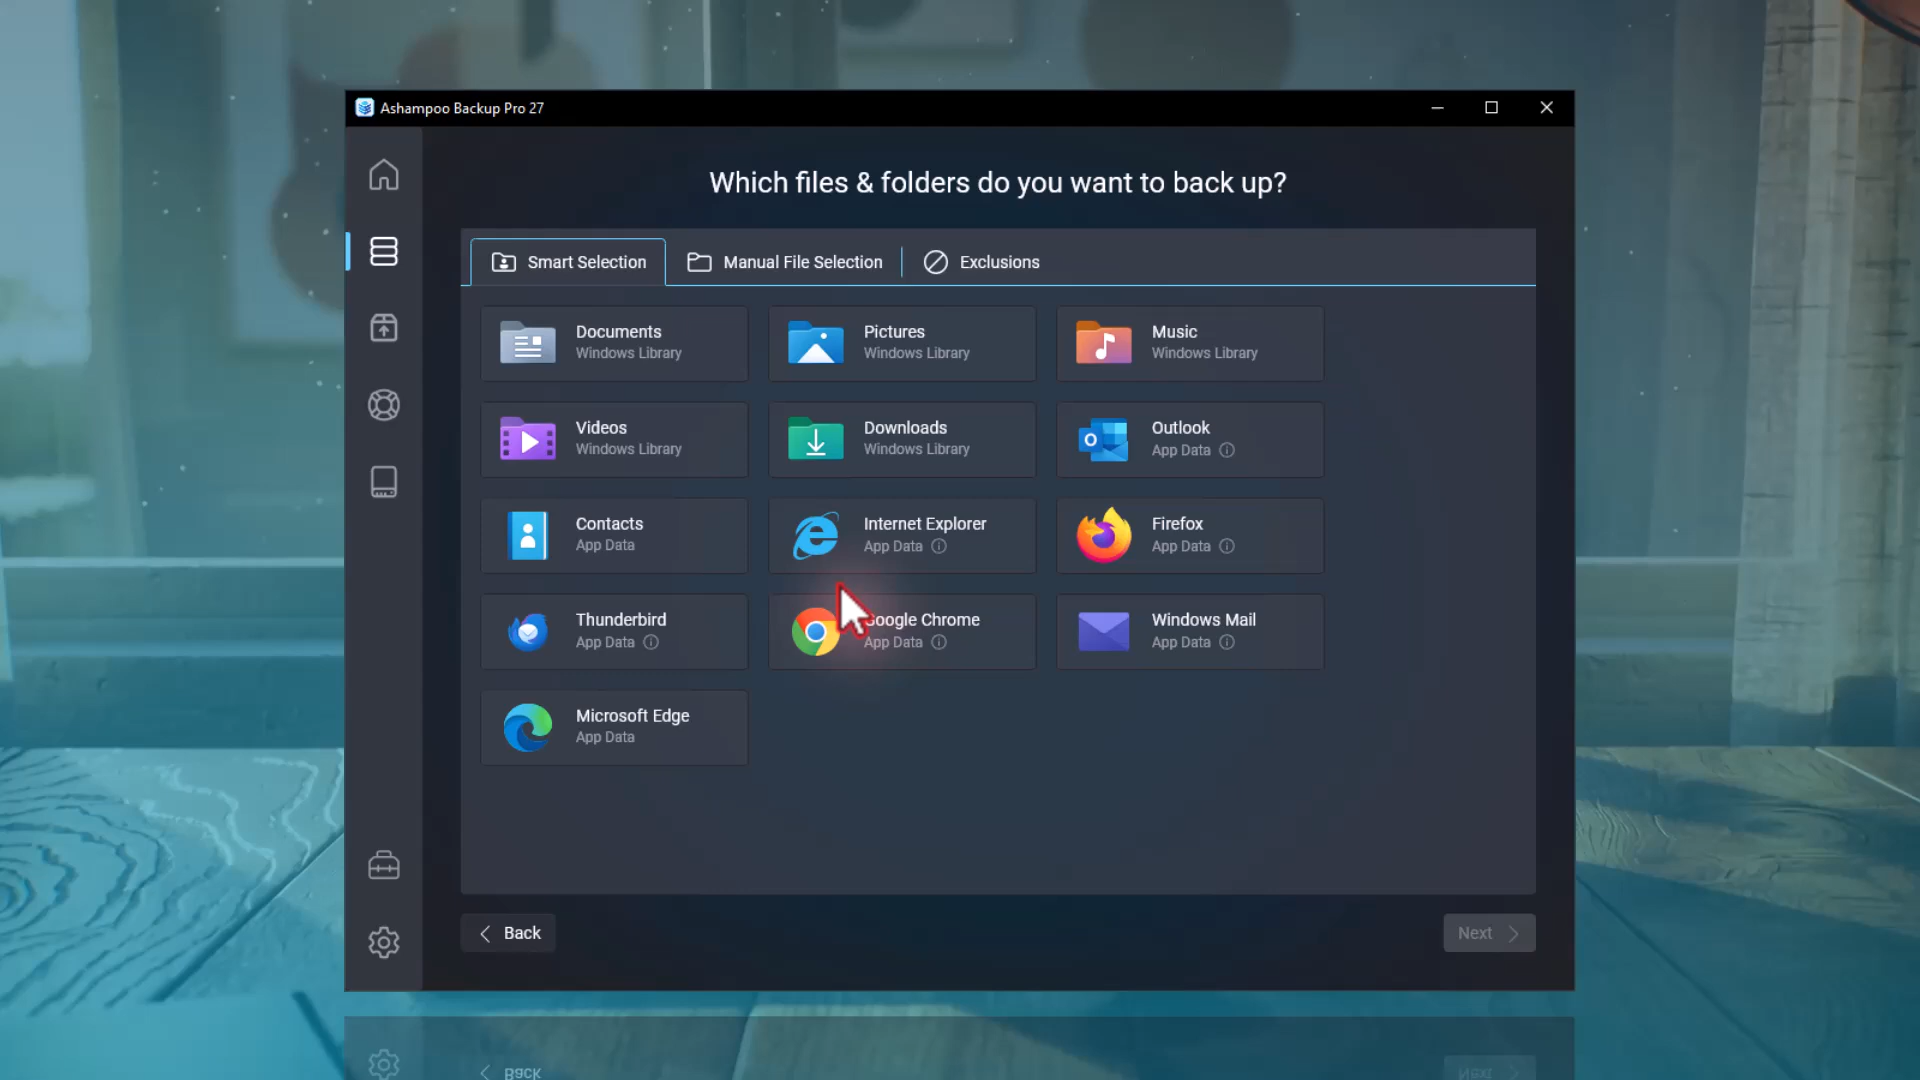 Ashampoo Backup Pro 27
Which files & folders do you want to back up?
Smart Selection
Manual File Selection
Exclusions
Documents
Windows Library
Pictures
Windows Library
Music
Windows Library
Videos
Windows Library
Downloads
Windows Library
Outlook
App Data
Contacts
App Data
Internet Explorer
App Data
Firefox
App Data
Thunderbird
App Data
Google Chrome
App Data
Windows Mail
App Data
Microsoft Edge
App Data
Back
Next
Back
Next